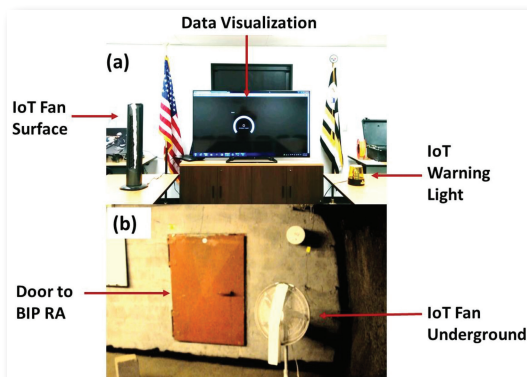 Data Visualization
(a)
IoT Fan
Surface
IoT
Warning
Light
(b)
Door to
BIP RA
IoT Fan
Underground